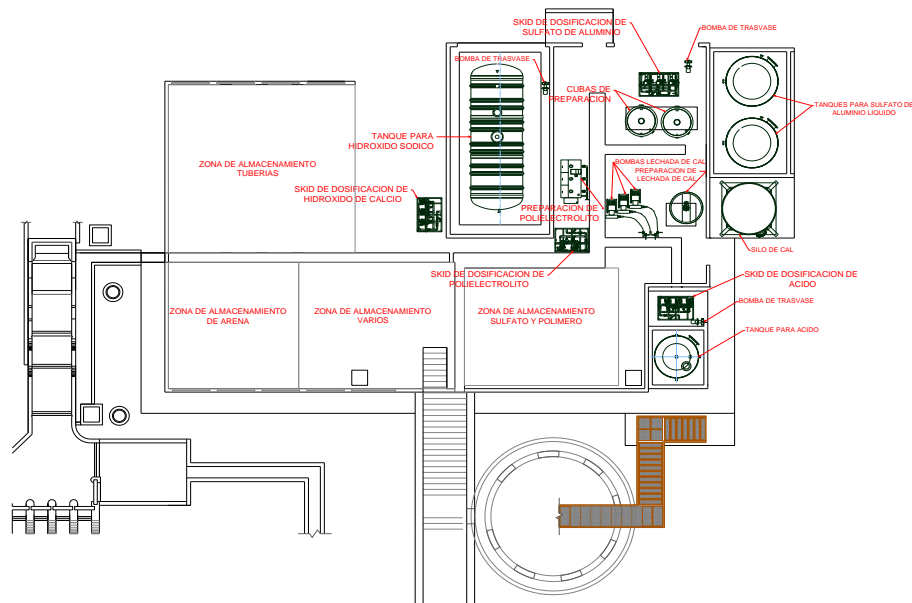 SKID DE DOSIFICACION DE
SULFATO DE ALUMINIO
BOMBA DE TRASVASE
BOMBA DE TRASVASE
CUBAS DE
PREPARACION
TANQUES PARA SULFATO DE
ALUMINIO LIQUIDO
TANQUE PARA
HIDROXIDO SODICO
ZONA DE ALMACENAMIENTO
TUBERIAS
BOMBAS LECHADA DE CAL
PREPARACIÓN DE
LECHADA DE CAL
SKID DE DOSIFICACION DE
HIDROXIDO DE CALCIO
PREPARACION DE
POLIELECTROLITO
SILO DE CAL
SKID DE DOSIFICACION DE
POLIELECTROLITO
SKID DE DOSIFICACION DE
ACIDO
BOMBA DE TRASVASE
ZONA DE ALMACENAMIENTO
DE ARENA
ZONA DE ALMACENAMIENTO
VARIOS
ZONA DE ALMACENAMIENTO
SULFATO Y POLIMERO
TANQUE PARA ACIDO